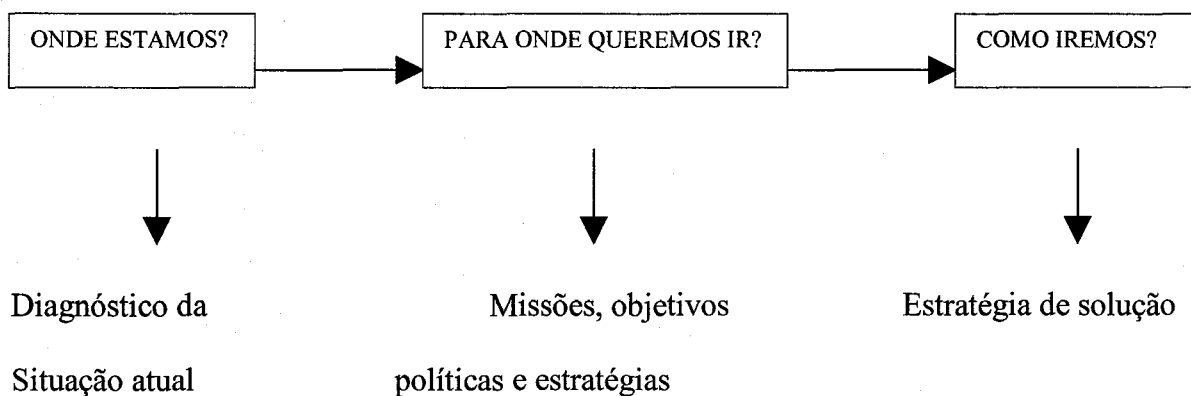 ONDE ESTAMOS?
PARA ONDE QUEREMOS IR?
COMO IREMOS?
Diagnóstico da
Situação atual
Missões, objetivos
políticas e estratégias
Estratégia de solução